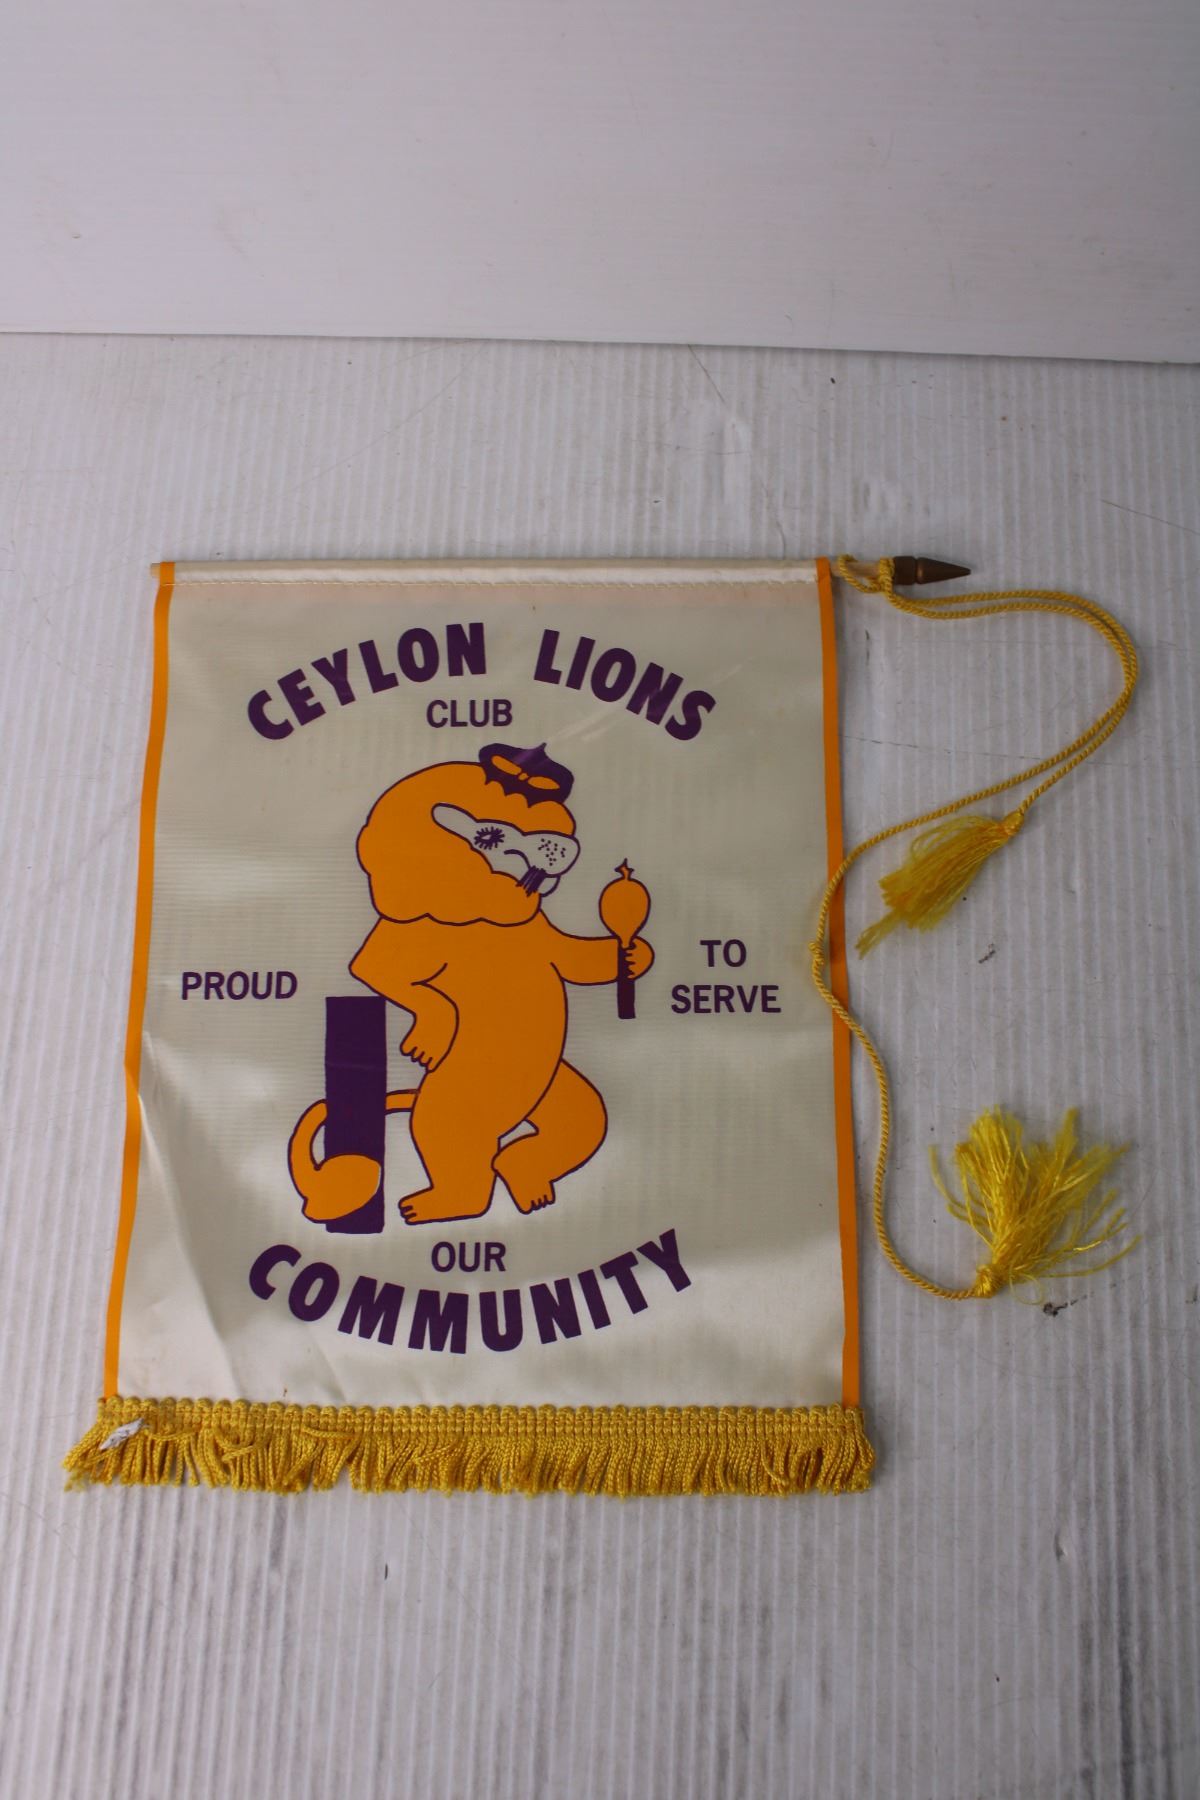 CEYLON LIONS
CLUB
PROUD
TO
SERVE
OUR
COMMUNITY